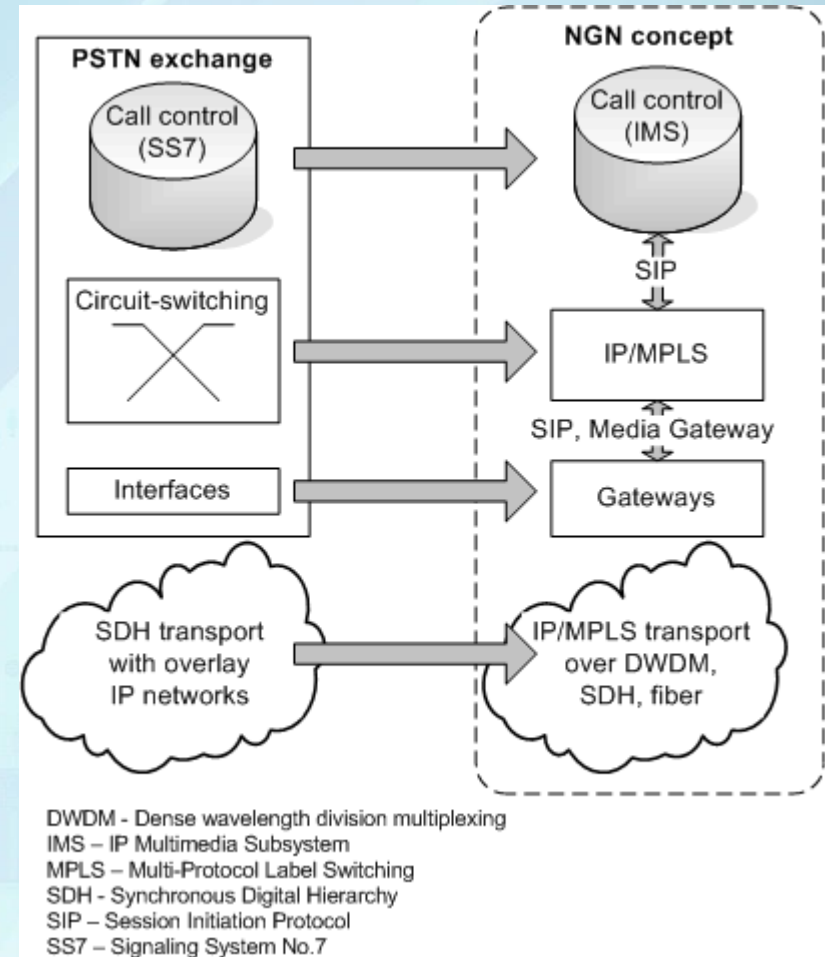 PSTN exchange
Call control
(SS7)
Circuit-switching
Interfaces
SDH transport
with overlay
IP networks
NGN concept
Call control
(IMS)
SIP
IP/MPLS
SIP, Media Gateway
Gateways
IP/MPLS transport
over DWDM,
SDH, fiber
DWDM - Dense wavelength division multiplexing
IMS – IP Multimedia Subsystem
MPLS – Multi-Protocol Label Switching
SDH - Synchronous Digital Hierarchy
SIP – Session Initiation Protocol
SS7 – Signaling System No.7